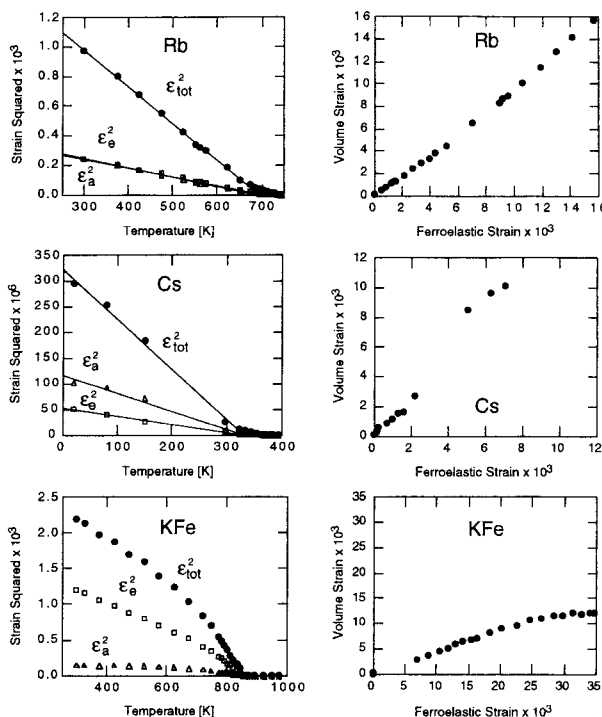 Rb
Strain Squared x 10³
1.2
1.0
0.8
0.6
0.4
0.2
0.0
ε²tot
ε²e
ε²a
300 400 500 600 700
Temperature [K]
Rb
Volume Strain x 10³
16
14
12
10
8
6
4
2
0
0 2 4 6 8 10 12 14 16
Ferroelastic Strain x 10³
Cs
Strain Squared x 10⁶
350
300
250
200
150
100
50
0
ε²tot
ε²a
ε²e
0 100 200 300 400
Temperature [K]
Cs
Volume Strain x 10³
12
10
8
6
4
2
0
0 2 4 6 8 10
Ferroelastic Strain x 10³
KFe
Strain Squared x 10³
2.5
2.0
1.5
1.0
0.5
0.0
ε²tot
ε²e
ε²a
400 600 800 1000
Temperature [K]
KFe
Volume Strain x 10³
35
30
25
20
15
10
5
0
0 5 10 15 20 25 30 35
Ferroelastic Strain x 10³